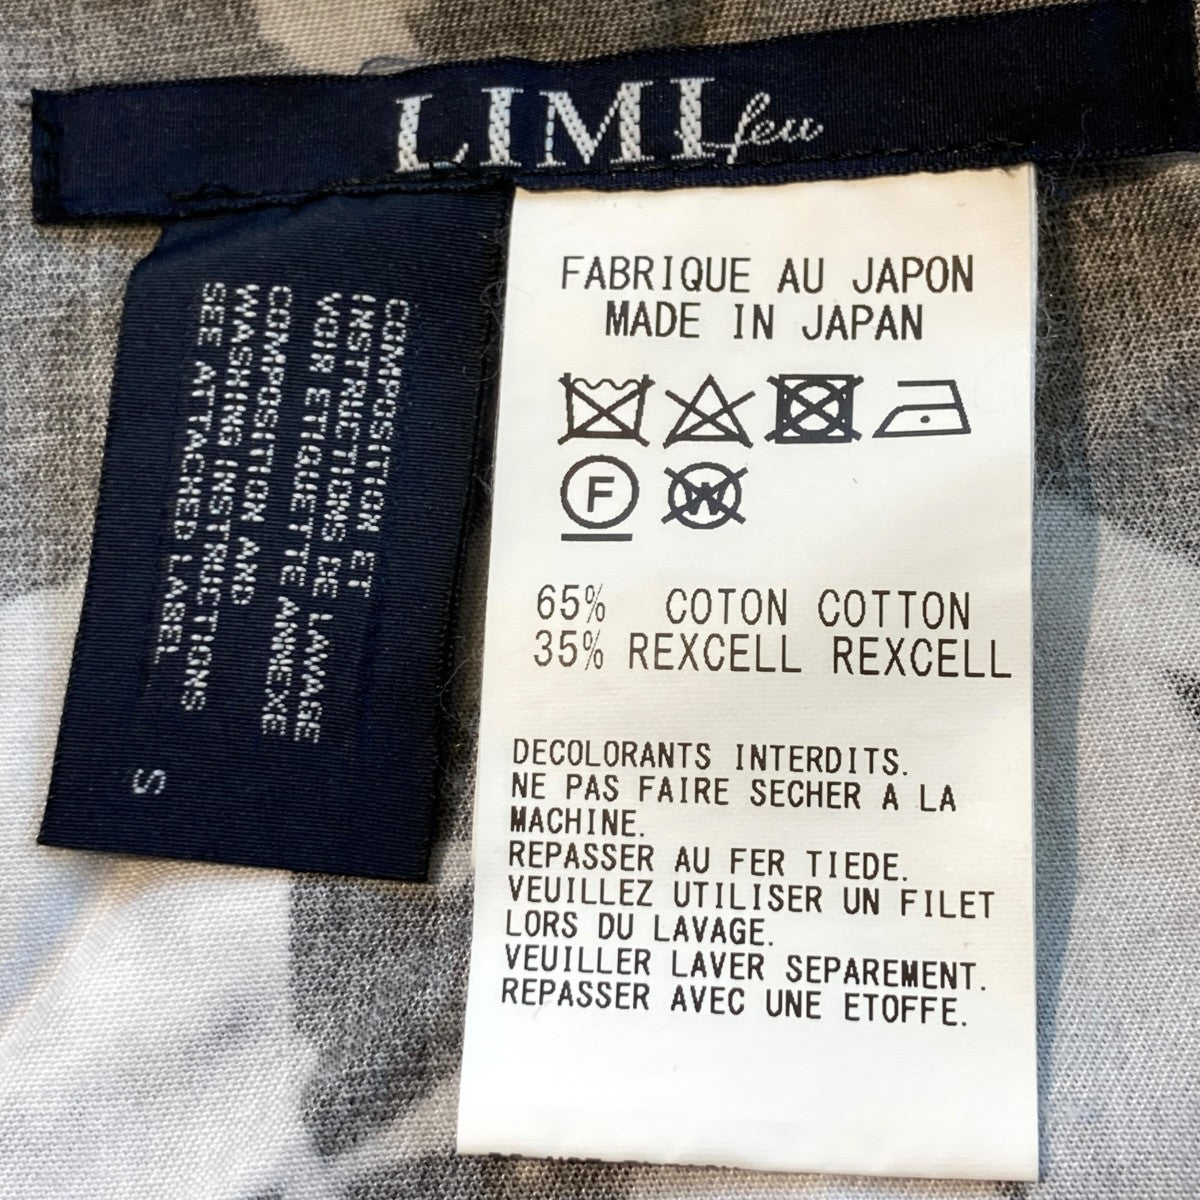 LIMI feu
COMPOSITION ET
INSTRUCTIONS DE LAVAGE
VOIR ETIQUETTE ANNEXE
COMPOSITION AND
WASHING INSTRUCTIONS
SEE ATTACHED LABEL
S
FABRIQUE AU JAPON
MADE IN JAPAN
F W
65% COTON COTTON
35% REXCELL REXCELL
DECOLORANTS INTERDITS.
NE PAS FAIRE SECHER A LA
MACHINE.
REPASSER AU FER TIEDE.
VEUILLEZ UTILISER UN FILET
LORS DU LAVAGE.
VEUILLER LAVER SEPAREMENT.
REPASSER AVEC UNE ETOFFE.